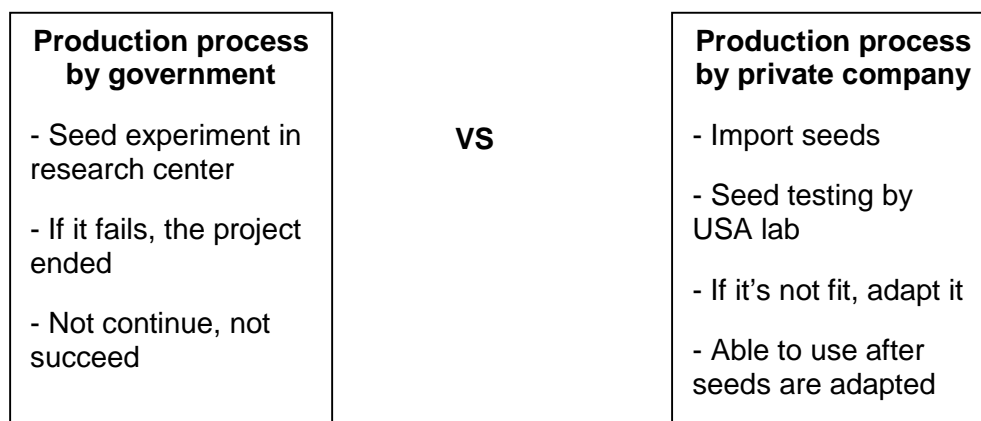 Production process
by government
- Seed experiment in
research center
- If it fails, the project
ended
- Not continue, not
succeed
VS
Production process
by private company
- Import seeds
- Seed testing by
USA lab
- If it's not fit, adapt it
- Able to use after
seeds are adapted